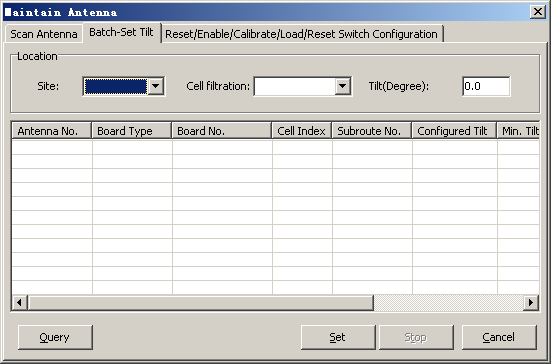 Maintain Antenna
Scan Antenna Batch-Set Tilt Reset/Enable/Calibrate/Load/Reset Switch Configuration
Location
Site: Cell filtration: Tilt(Degree): 0.0
Antenna No. Board Type Board No. Cell Index Subroute No. Configured Tilt Min. Tilt
Query Set Stop Cancel